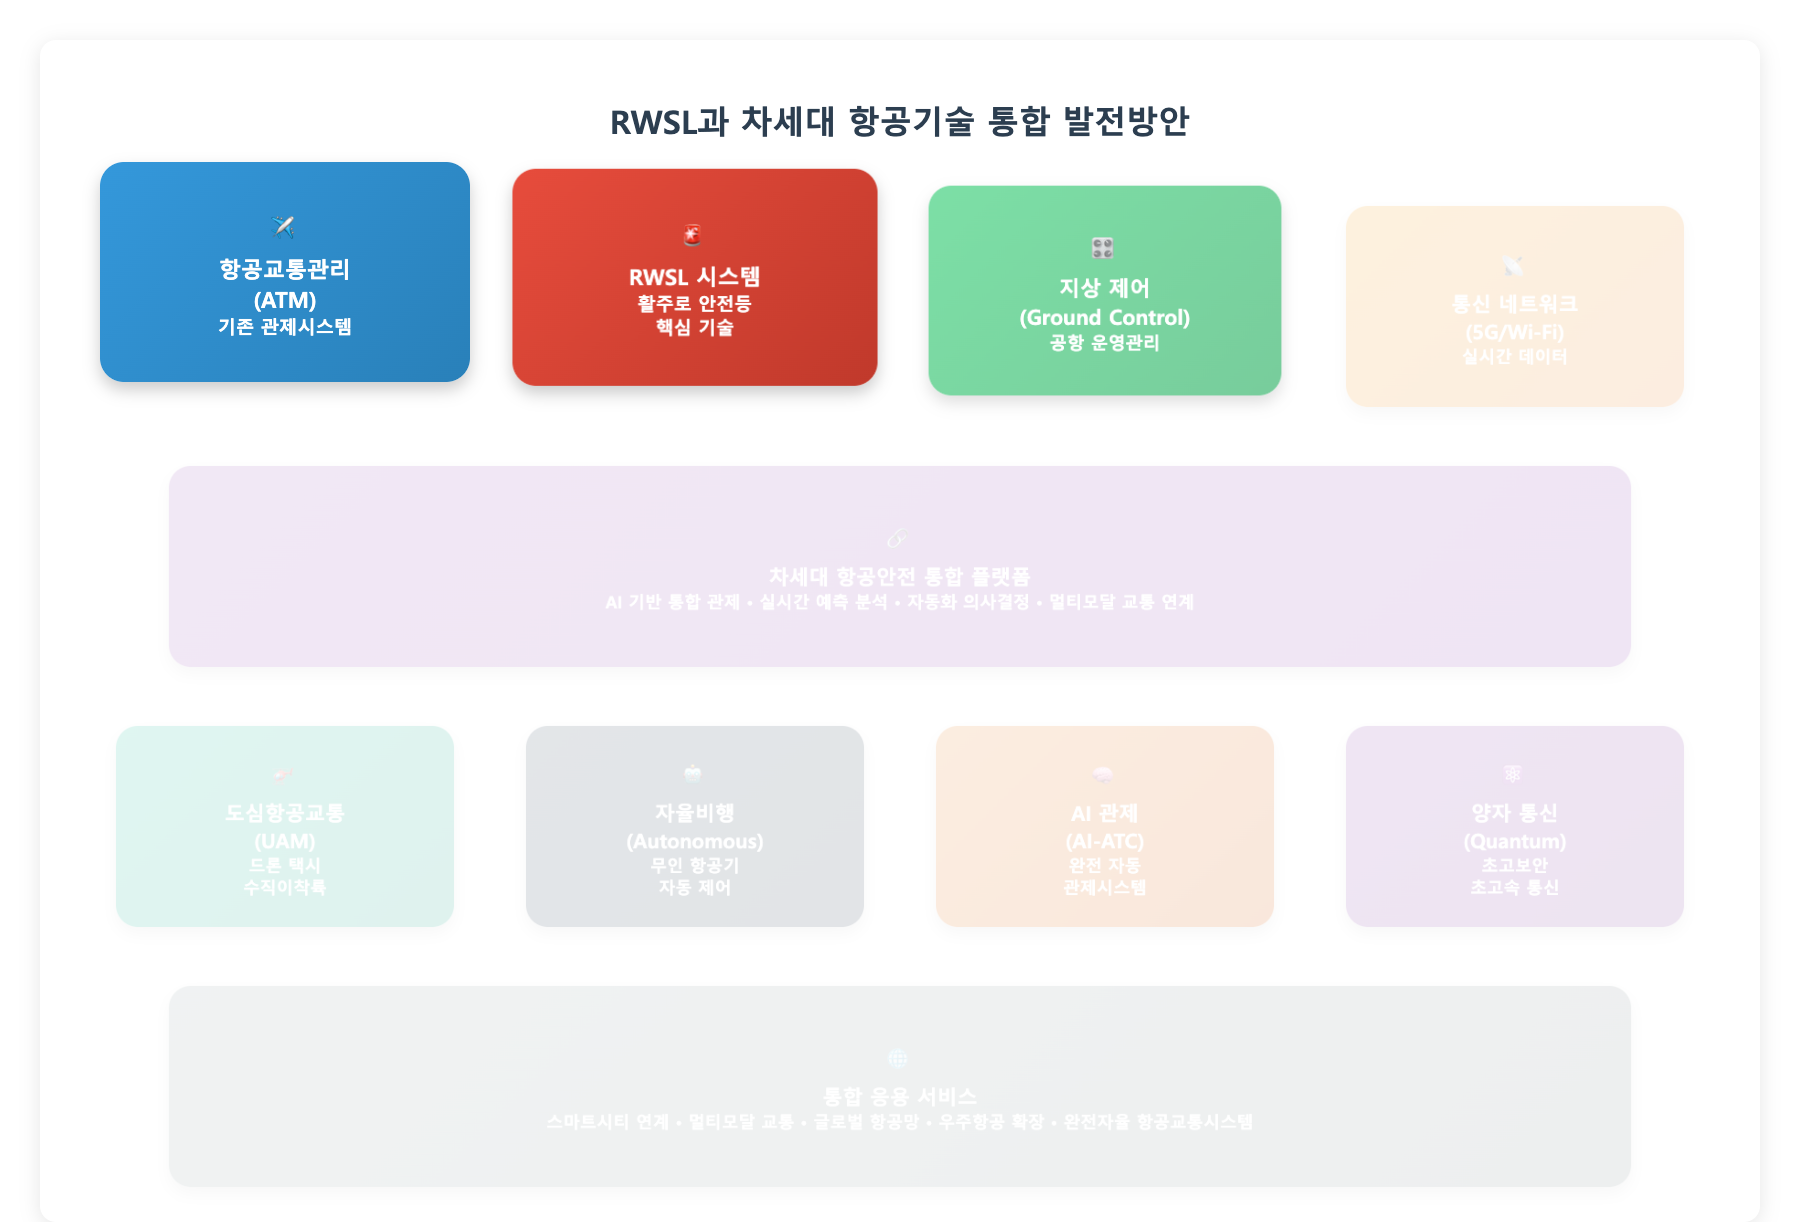 RWSL과 차세대 항공기술 통합 발전방안
항공교통관리
(ATM)
기존 관제시스템
RWSL 시스템
활주로 안전등
핵심 기술
지상 제어
(Ground Control)
공항 운영관리
통신 네트워크
(5G/Wi-Fi)
실시간 데이터
차세대 항공안전 통합 플랫폼
AI 기반 통합 관제 • 실시간 예측 분석 • 자동화 의사결정 • 멀티모달 교통 연계
도심항공교통
(UAM)
드론 택시
수직이착륙
자율비행
(Autonomous)
무인 항공기
자동 제어
AI 관제
(AI-ATC)
완전 자동
관제시스템
양자 통신
(Quantum)
초고보안
초고속 통신
통합 응용 서비스
스마트시티 연계 • 멀티모달 교통 • 글로벌 항공망 • 우주항공 확장 • 완전자율 항공교통시스템